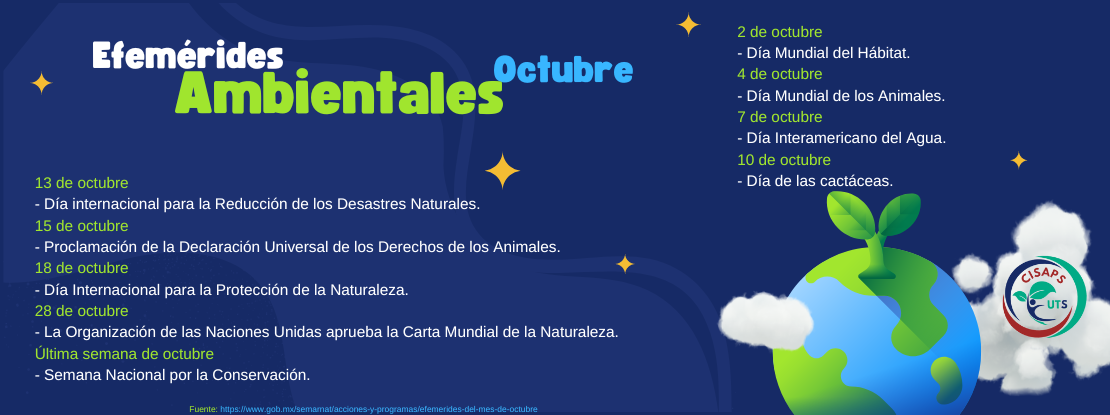 Efemérides
Ambientales
Octubre
2 de octubre
- Día Mundial del Hábitat.
4 de octubre
- Día Mundial de los Animales.
7 de octubre
- Día Interamericano del Agua.
10 de octubre
- Día de las cactáceas.
13 de octubre
- Día internacional para la Reducción de los Desastres Naturales.
15 de octubre
- Proclamación de la Declaración Universal de los Derechos de los Animales.
18 de octubre
- Día Internacional para la Protección de la Naturaleza.
28 de octubre
- La Organización de las Naciones Unidas aprueba la Carta Mundial de la Naturaleza.
Última semana de octubre
- Semana Nacional por la Conservación.
Fuente: https://www.gob.mx/semarnat/acciones-y-programas/efemerides-del-mes-de-octubre
CISAPS
UTS